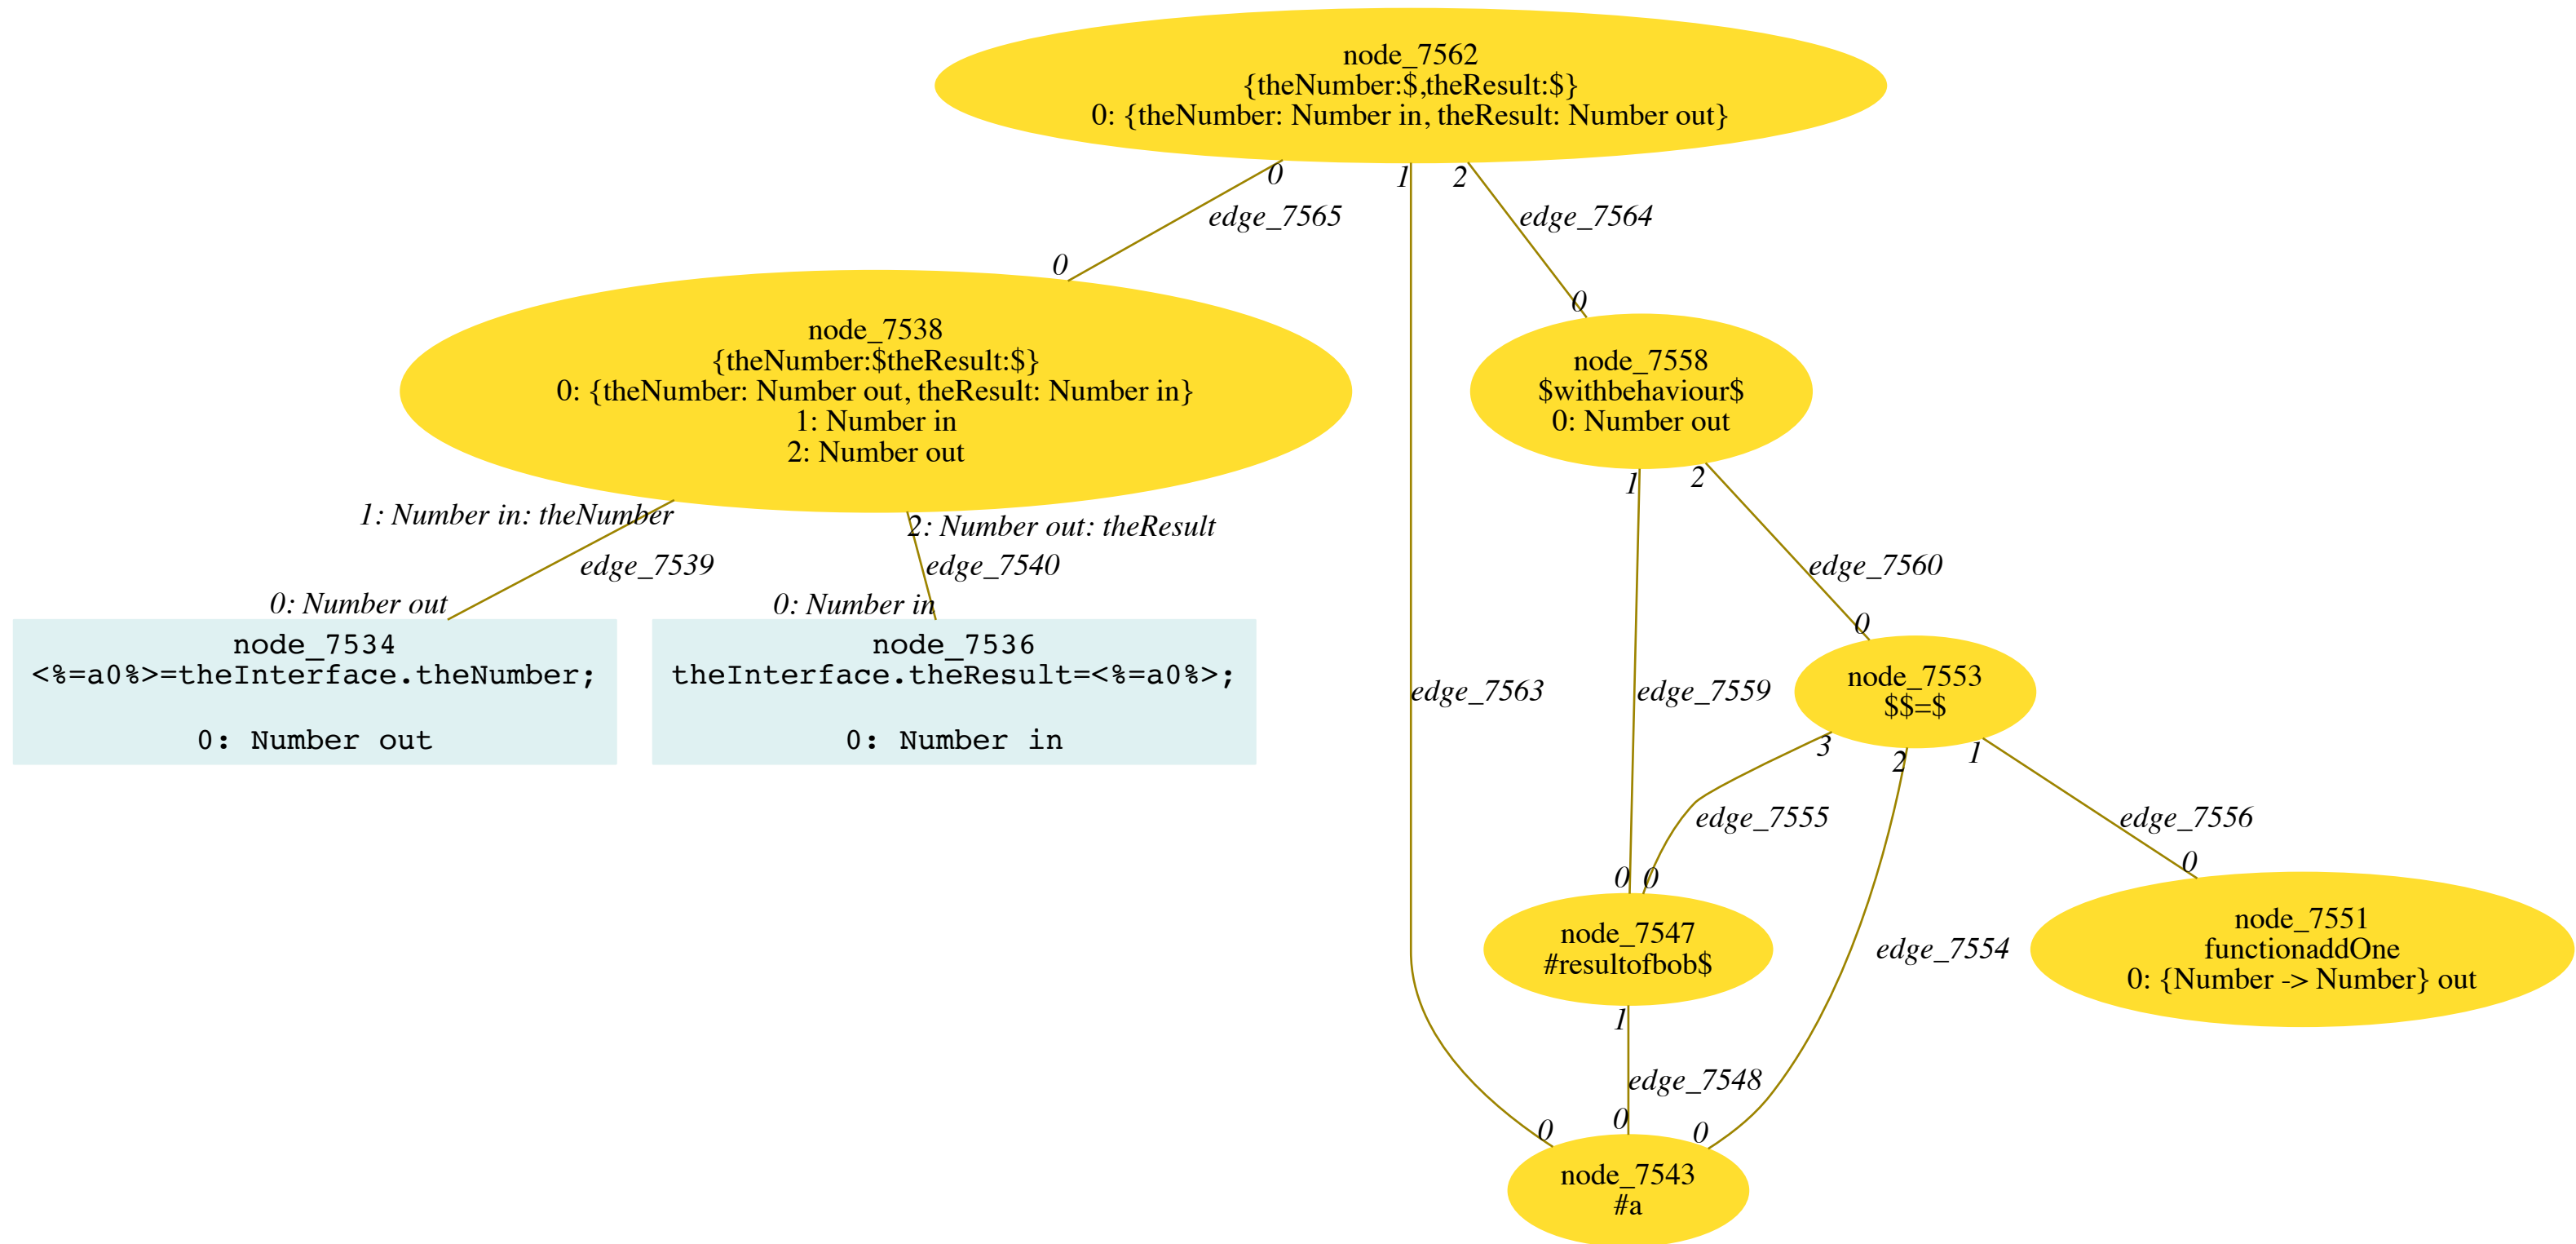 node_7562
{theNumber:$,theResult:$}
0: {theNumber: Number in, theResult: Number out}
0
1
2
edge_7565
edge_7564
0
0
node_7538
{theNumber:$theResult:$}
0: {theNumber: Number out, theResult: Number in}
1: Number in
2: Number out
node_7558
$withbehaviour$
0: Number out
1: Number in: theNumber
2: Number out: theResult
1
2
edge_7539
edge_7540
edge_7560
0: Number out
0: Number in
0
node_7534
<%=a0%>=theInterface.theNumber;
0: Number out
node_7536
theInterface.theResult=<%=a0%>;
0: Number in
edge_7563
edge_7559
node_7553
$$=$
3
2
1
edge_7555
edge_7556
0
0
0
node_7547
#resultofbob$
edge_7554
node_7551
functionaddOne
0: {Number -> Number} out
1
edge_7548
0
0
0
node_7543
#a